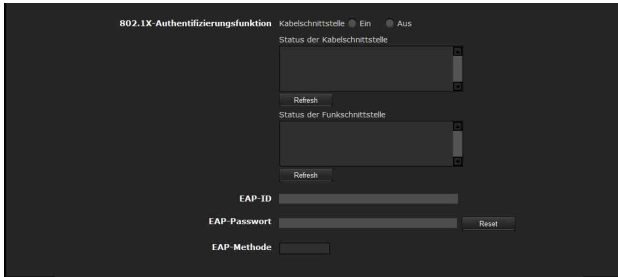 802.1X-Authentifizierungsfunktion Kabelschnittstelle Ein Aus
Status der Kabelschnittstelle
Refresh
Status der Funkschnittstelle
Refresh
EAP-ID
EAP-Passwort Reset
EAP-Methode